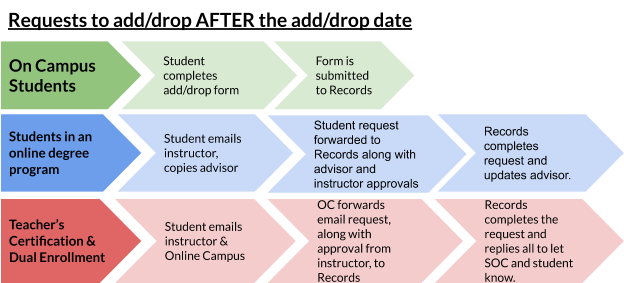 Requests to add/drop AFTER the add/drop date
On Campus
Students
Student
completes
add/drop form
Form is
submitted
to Records
Students in an
online degree
program
Student emails
instructor,
copies advisor
Student request
forwarded to
Records along with
advisor and
instructor approvals
Records
completes
request and
updates advisor.
Teacher's
Certification &
Dual Enrollment
Student emails
instructor &
Online Campus
OC forwards
email request,
along with
approval from
instructor, to
Records
Records
completes the
request and
replies all to let
SOC and student
know.